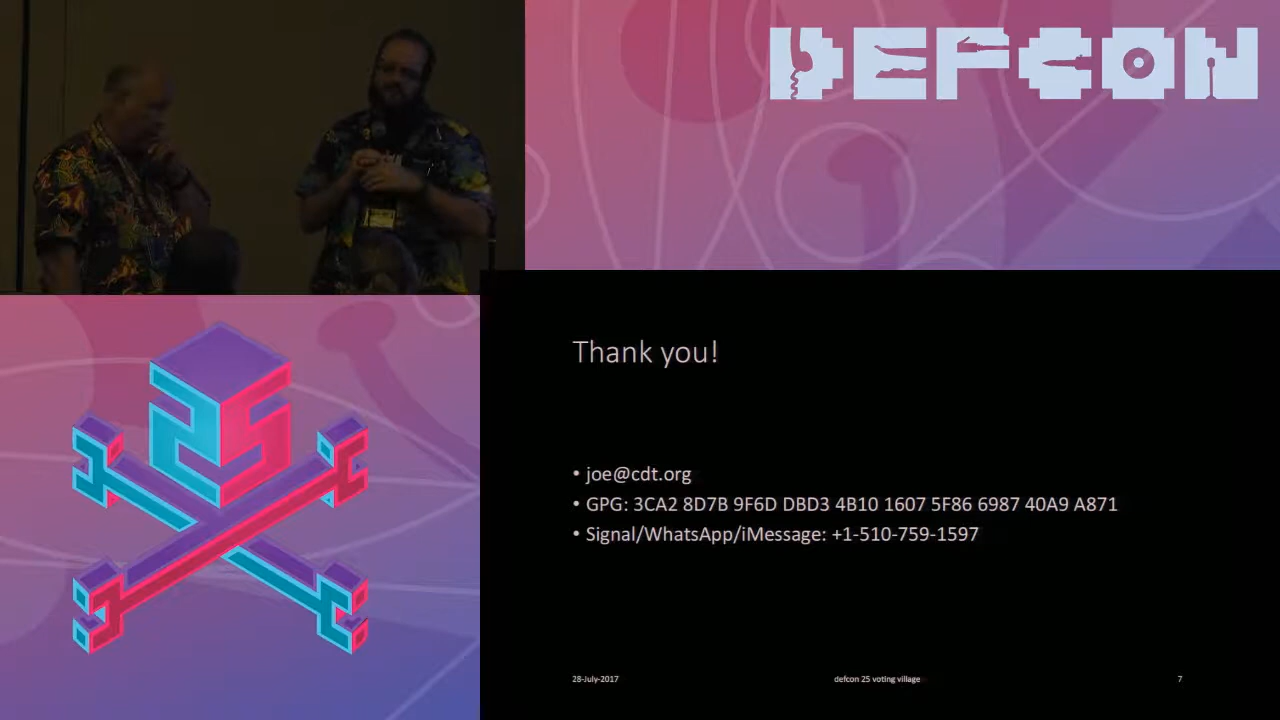 DEFCON
25
Thank you!
• joe@cdt.org
• GPG: 3CA2 8D7B 9F6D DBD3 4B10 1607 5F86 6987 40A9 A871
• Signal/WhatsApp/iMessage: +1-510-759-1597
28-July-2017
defcon 25 voting village
7